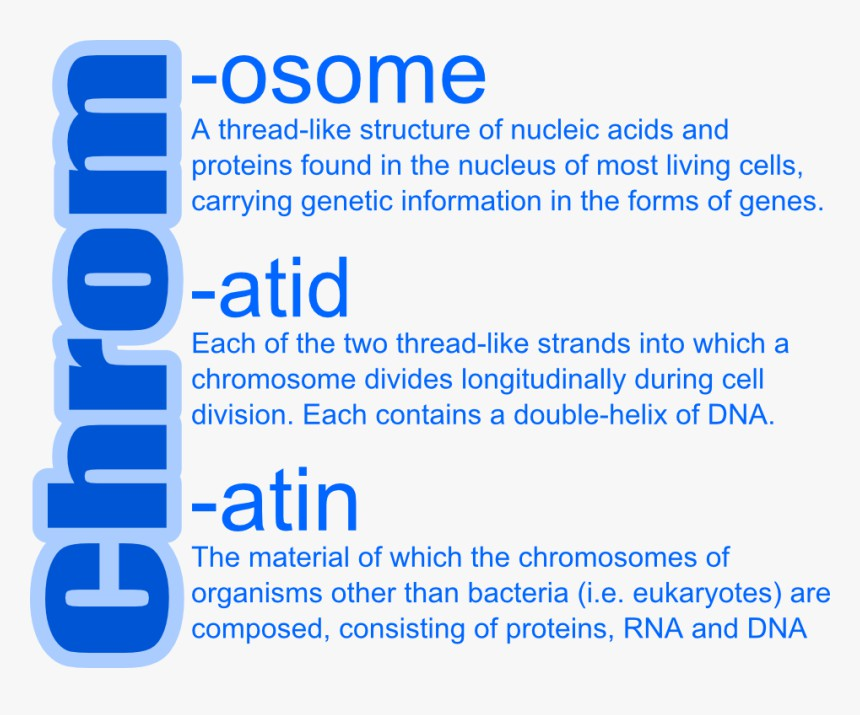 Chrom
-osome
A thread-like structure of nucleic acids and
proteins found in the nucleus of most living cells,
carrying genetic information in the forms of genes.
-atid
Each of the two thread-like strands into which a
chromosome divides longitudinally during cell
division. Each contains a double-helix of DNA.
-atin
The material of which the chromosomes of
organisms other than bacteria (i.e. eukaryotes) are
composed, consisting of proteins, RNA and DNA